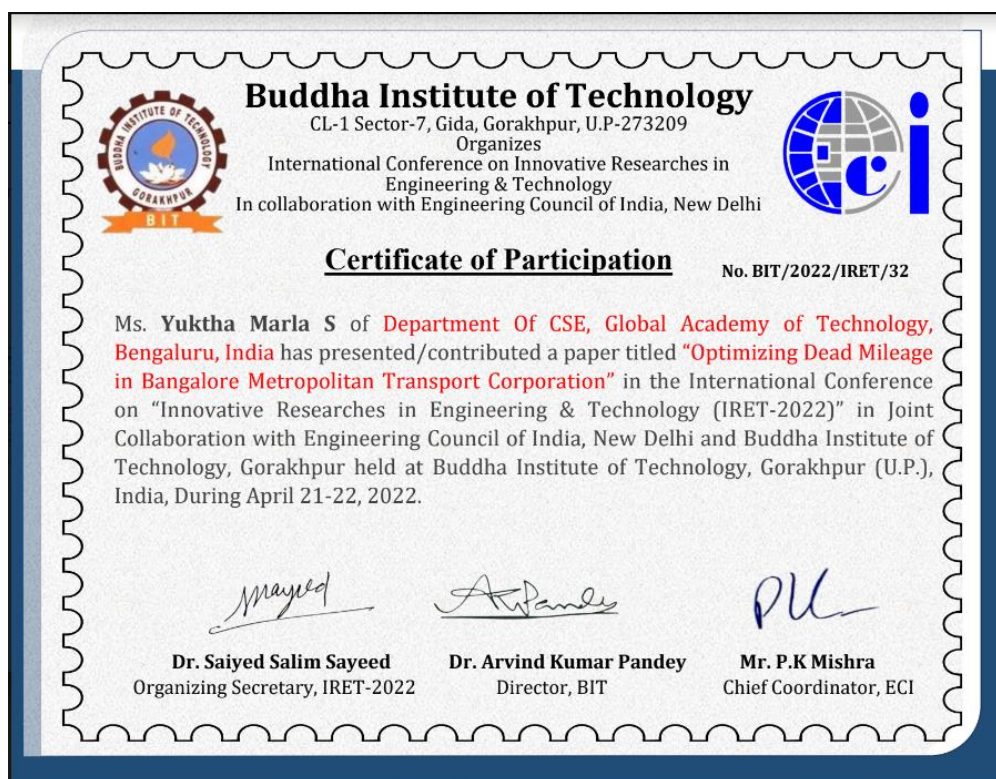 Buddha Institute of Technology
CL-1 Sector-7, Gida, Gorakhpur, U.P-273209
Organizes
International Conference on Innovative Researches in
Engineering & Technology
In collaboration with Engineering Council of India, New Delhi
BUDDHA INSTITUTE OF TECHNOLOGY
GORAKHPUR
BIT
eci
Certificate of Participation
No. BIT/2022/IRET/32
Ms. Yuktha Marla S of Department Of CSE, Global Academy of Technology,
Bengaluru, India has presented/contributed a paper titled “Optimizing Dead Mileage
in Bangalore Metropolitan Transport Corporation” in the International Conference
on “Innovative Researches in Engineering & Technology (IRET-2022)” in Joint
Collaboration with Engineering Council of India, New Delhi and Buddha Institute of
Technology, Gorakhpur held at Buddha Institute of Technology, Gorakhpur (U.P.),
India, During April 21-22, 2022.
Dr. Saiyed Salim Sayeed
Organizing Secretary, IRET-2022
Dr. Arvind Kumar Pandey
Director, BIT
Mr. P.K Mishra
Chief Coordinator, ECI